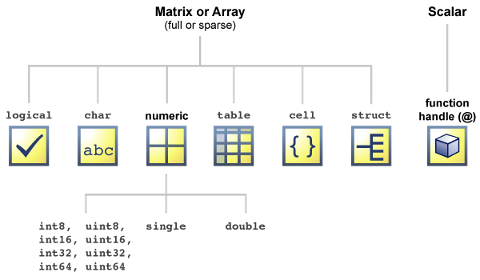 Matrix or Array
(full or sparse)
Scalar
logical
char
numeric
table
cell
struct
function
handle (@)
abc
{ }
int8, uint8,
int16, uint16,
int32, uint32,
int64, uint64
single
double